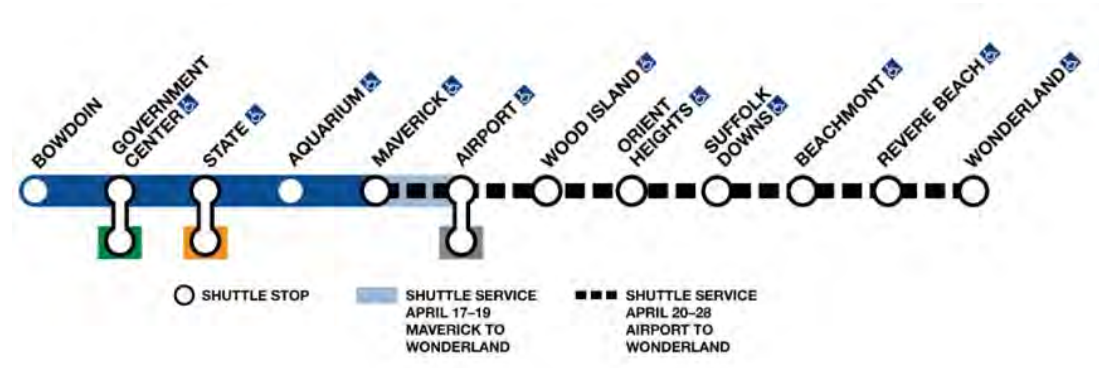 BOWDOIN
GOVERNMENT
CENTER
STATE
AQUARIUM
MAVERICK
AIRPORT
WOOD ISLAND
ORIENT
HEIGHTS
SUFFOLK
DOWNS
BEACHMONT
REVERE BEACH
WONDERLAND
SHUTTLE STOP
SHUTTLE SERVICE
APRIL 17–19
MAVERICK TO
WONDERLAND
SHUTTLE SERVICE
APRIL 20–28
AIRPORT TO
WONDERLAND